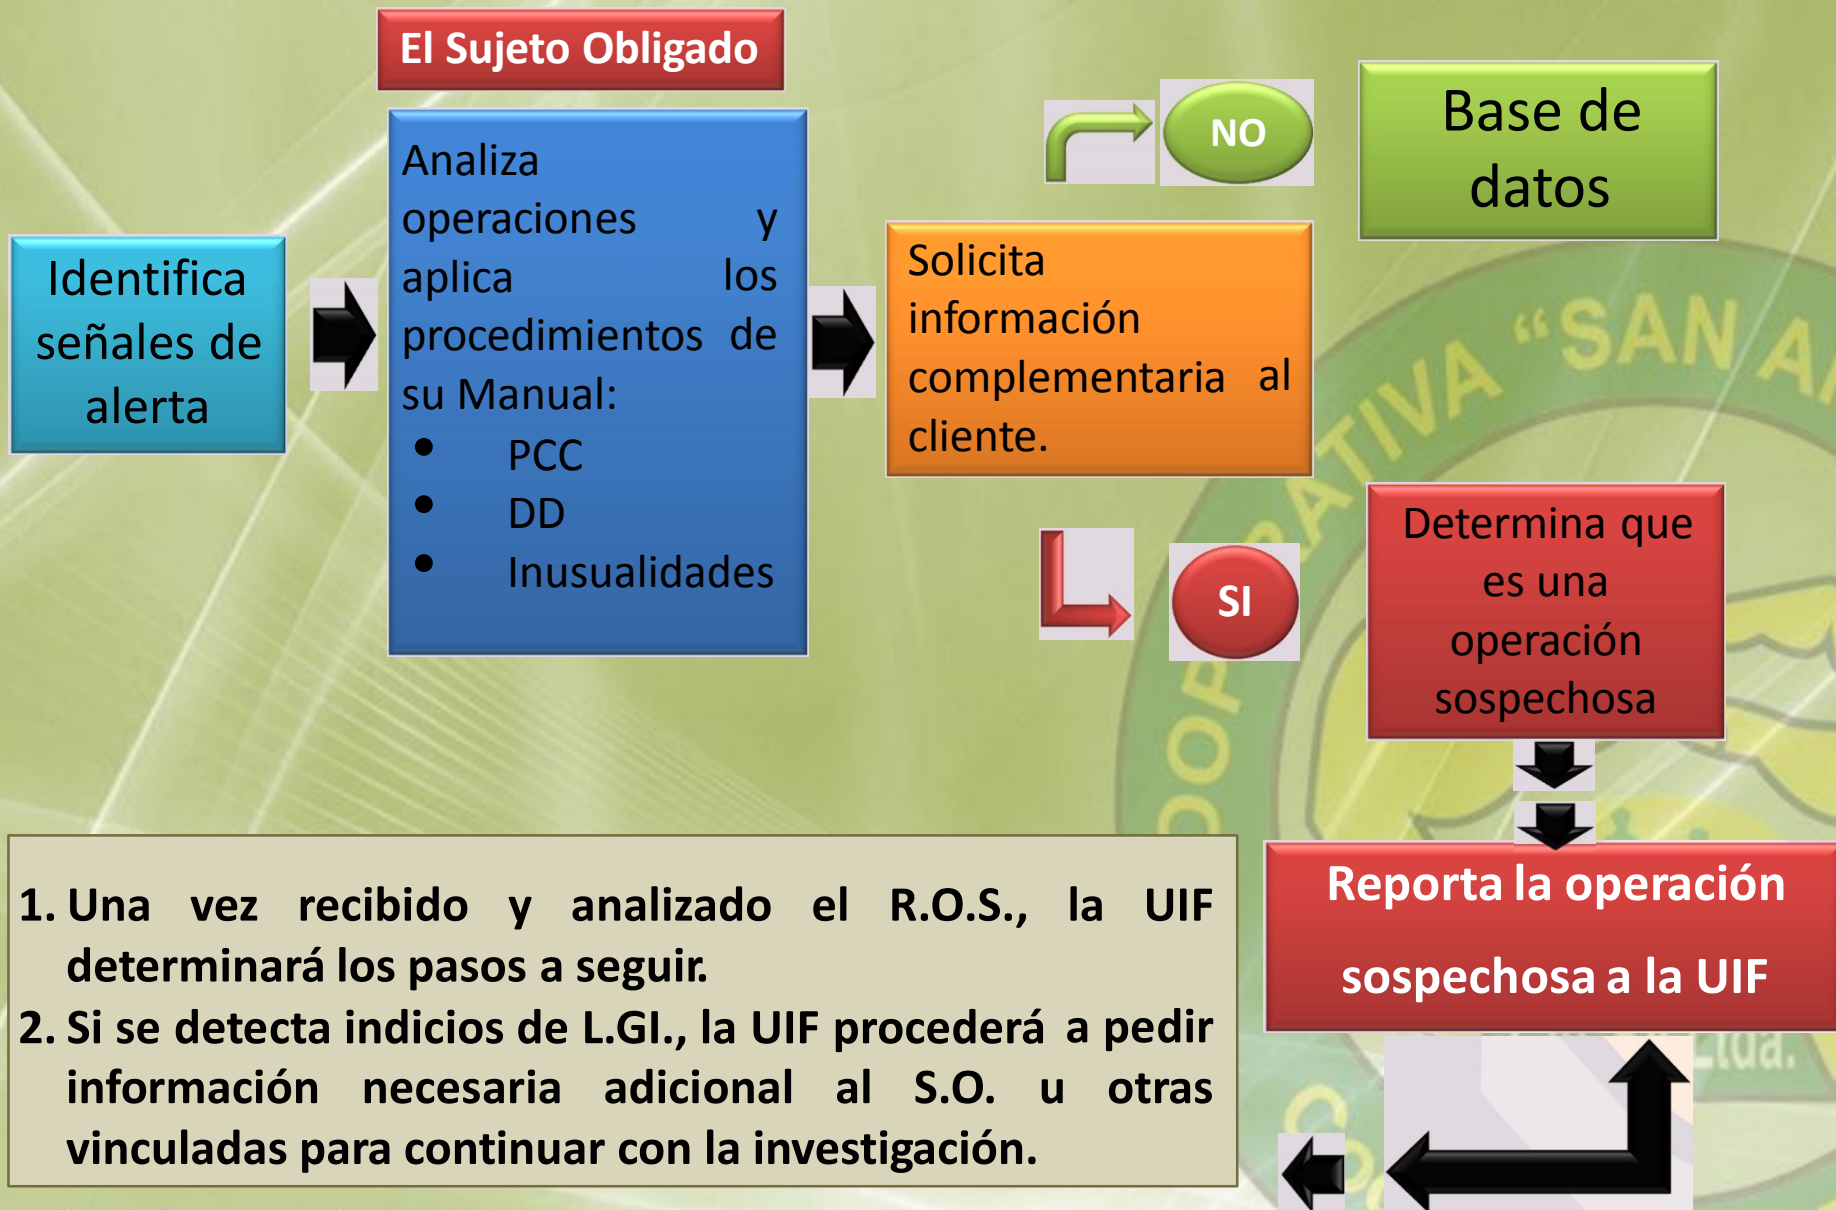 El Sujeto Obligado
Identifica
señales de
alerta
Analiza
operaciones y
aplica los
procedimientos de
su Manual:
• PCC
• DD
• Inusualidades
Solicita
información
complementaria al
cliente.
NO
Base de
datos
SI
Determina que
es una
operación
sospechosa
Reporta la operación
sospechosa a la UIF
1. Una vez recibido y analizado el R.O.S., la UIF
determinará los pasos a seguir.
2. Si se detecta indicios de L.GI., la UIF procederá a pedir
información necesaria adicional al S.O. u otras
vinculadas para continuar con la investigación.
“SAN
Ltda.